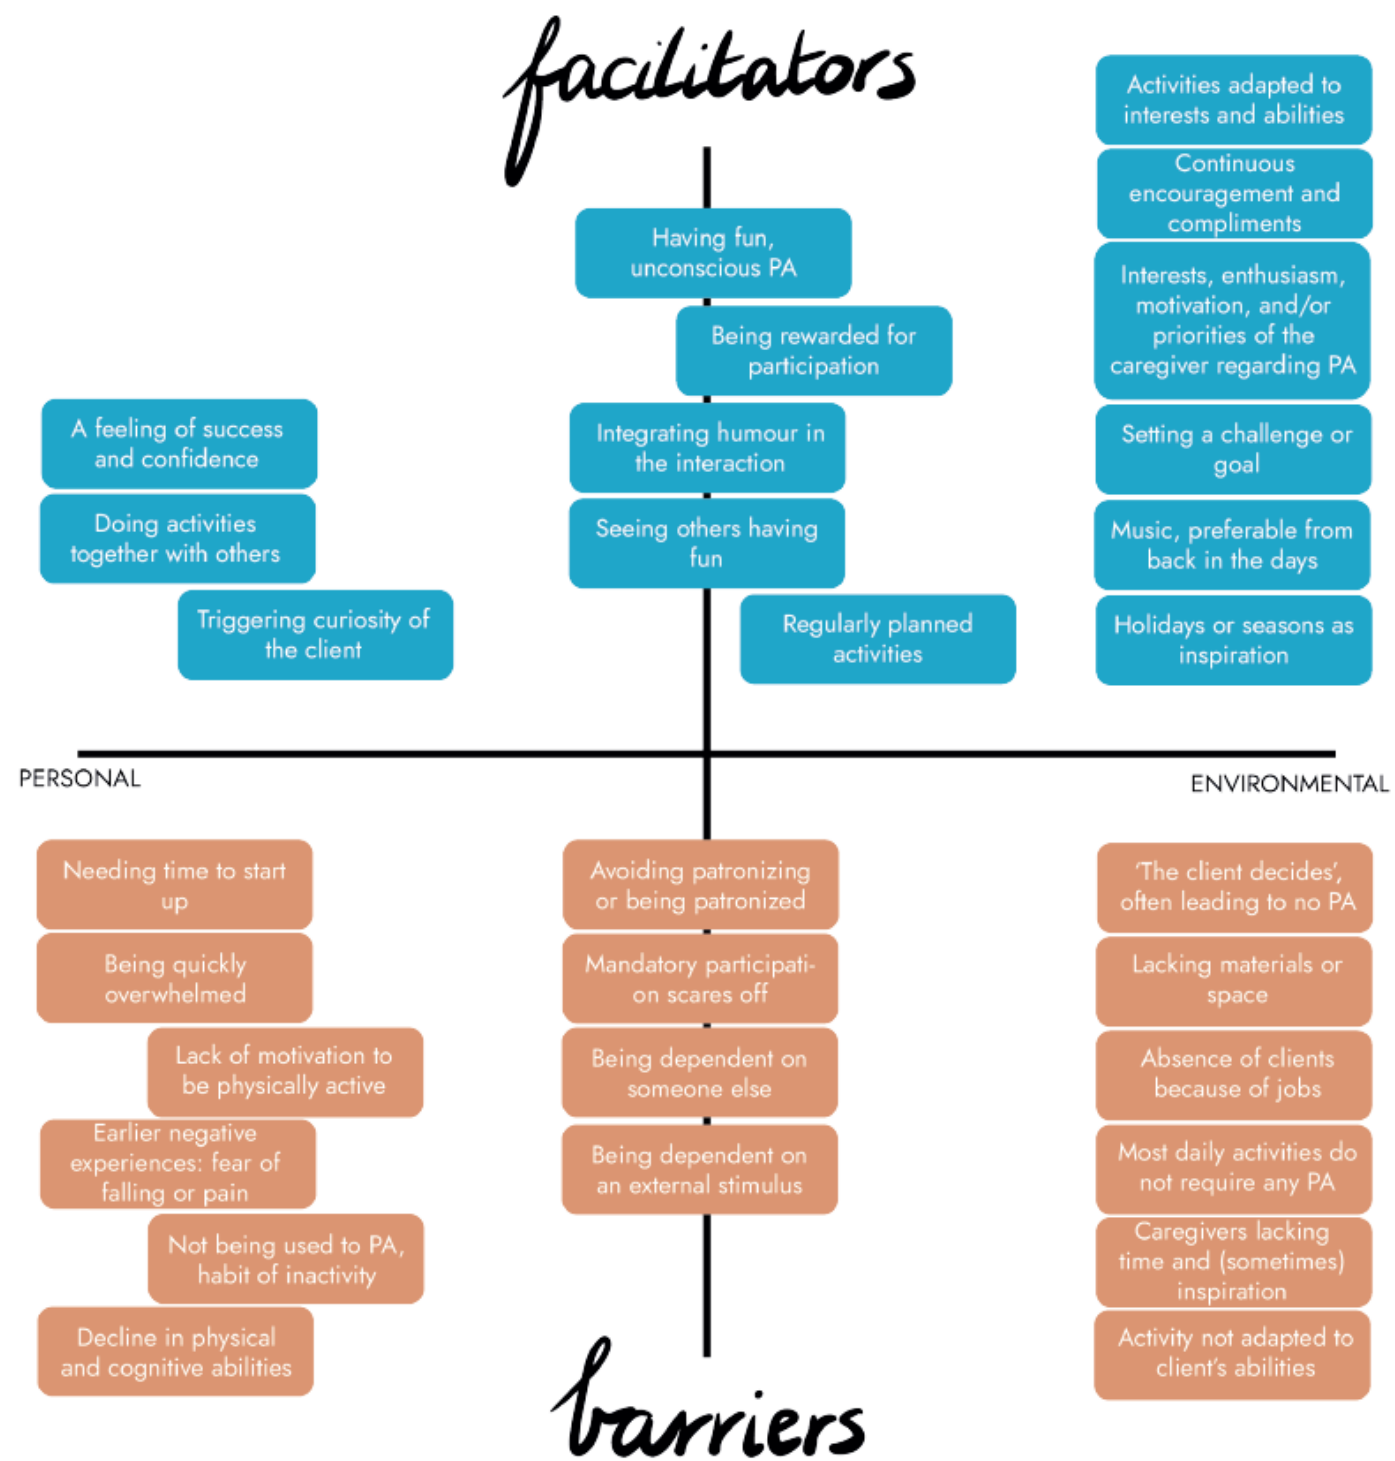 facilitators
Activities adapted to
interests and abilities
Continuous
encouragement and
compliments
Having fun,
unconscious PA
Interests, enthusiasm,
motivation, and/or
priorities of the
caregiver regarding PA
Being rewarded for
participation
A feeling of success
and confidence
Integrating humour in
the interaction
Setting a challenge or
goal
Doing activities
together with others
Seeing others having
fun
Music, preferable from
back in the days
Triggering curiosity of
the client
Regularly planned
activities
Holidays or seasons as
inspiration
PERSONAL
ENVIRONMENTAL
Needing time to start
up
Avoiding patronizing
or being patronized
'The client decides',
often leading to no PA
Being quickly
overwhelmed
Mandatory participati-
on scares off
Lacking materials or
space
Lack of motivation to
be physically active
Being dependent on
someone else
Absence of clients
because of jobs
Earlier negative
experiences: fear of
falling or pain
Being dependent on
an external stimulus
Most daily activities do
not require any PA
Not being used to PA,
habit of inactivity
Caregivers lacking
time and (sometimes)
inspiration
Decline in physical
and cognitive abilities
Activity not adapted to
client's abilities
barriers